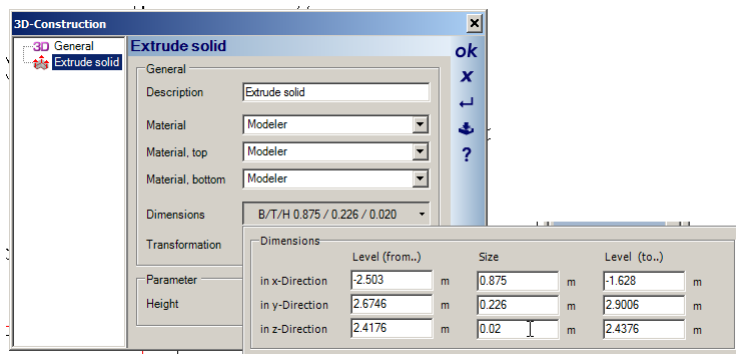 3D-Construction
3D General
Extrude solid
Extrude solid
ok
x
?
General
Description Extrude solid
Material Modeler
Material, top Modeler
Material, bottom Modeler
Dimensions B/T/H 0.875 / 0.226 / 0.020
Transformation
Parameter
Height
Dimensions
Level (from..) Size Level (to..)
in x-Direction -2.503 m 0.875 m -1.628 m
in y-Direction 2.6746 m 0.226 m 2.9006 m
in z-Direction 2.4176 m 0.02 m 2.4376 m